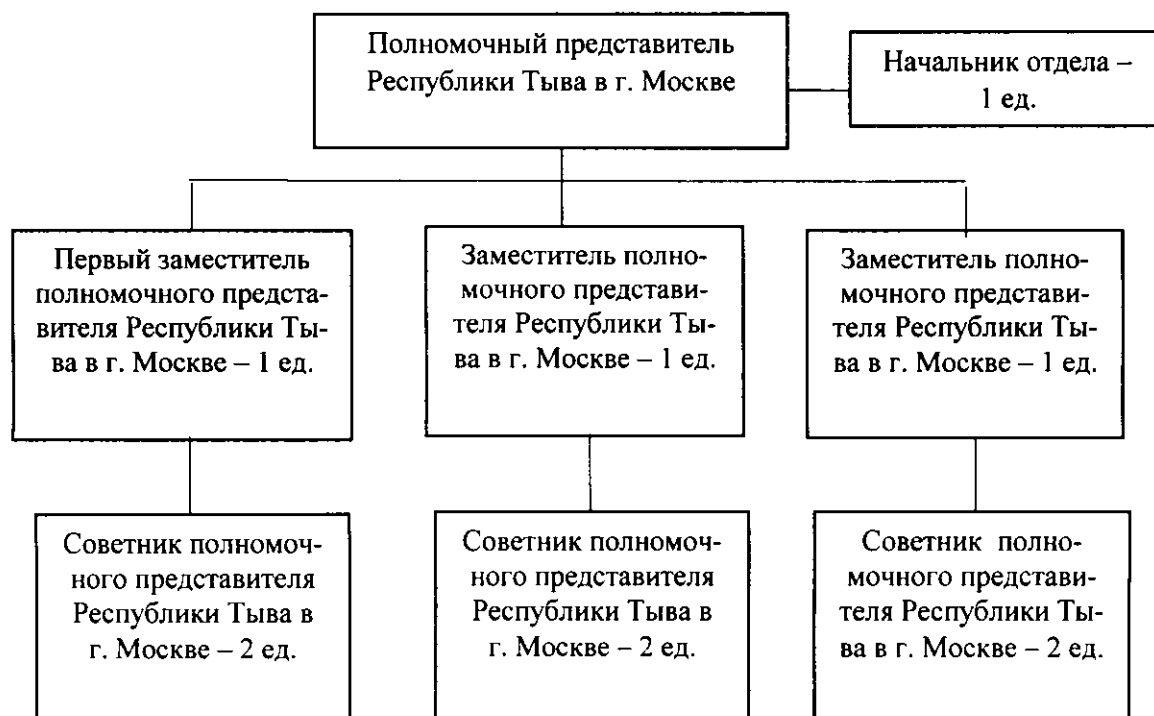 Полномочный представитель
Республики Тыва в г. Москве
Начальник отдела –
1 ед.
Первый заместитель
полномочного предста-
вителя Республики Ты-
ва в г. Москве – 1 ед.
Заместитель полно-
мочного представи-
теля Республики Ты-
ва в г. Москве – 1 ед.
Заместитель полно-
мочного представи-
теля Республики Ты-
ва в г. Москве – 1 ед.
Советник полномоч-
ного представителя
Республики Тыва в
г. Москве – 2 ед.
Советник полномоч-
ного представителя
Республики Тыва в
г. Москве – 2 ед.
Советник полно-
мочного представи-
теля Республики Ты-
ва в г. Москве – 2 ед.